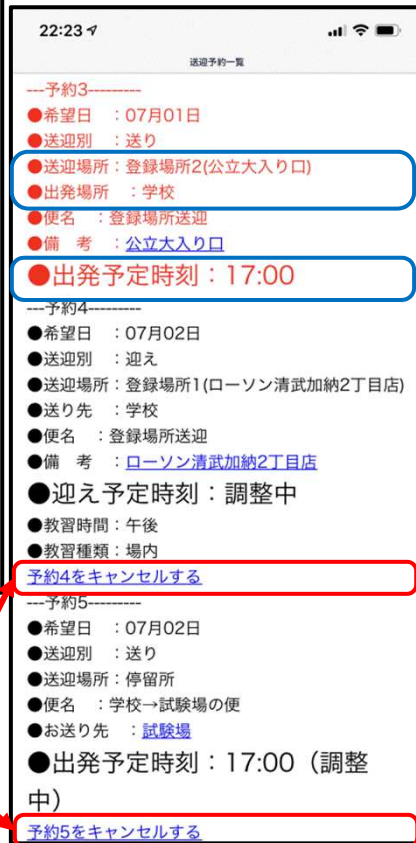 22:23
送迎予約一覧
---予約3---------
●希望日　：07月01日
●送迎別　：送り
●送迎場所：登録場所2(公立大入り口)
●出発場所　：学校
●便名　：登録場所送迎
●備　考　：公立大入り口
●出発予定時刻：17:00
---予約4---------
●希望日　：07月02日
●送迎別　：迎え
●送迎場所：登録場所1(ローソン清武加納2丁目店)
●送り先　：学校
●便名　：登録場所送迎
●備　考　：ローソン清武加納2丁目店
●迎え予定時刻：調整中
●教習時間：午後
●教習種類：場内
予約4をキャンセルする
---予約5---------
●希望日　：07月02日
●送迎別　：送り
●送迎場所：停留所
●便名　：学校→試験場の便
●お送り先　：試験場
●出発予定時刻：17:00（調整
中）
予約5をキャンセルする